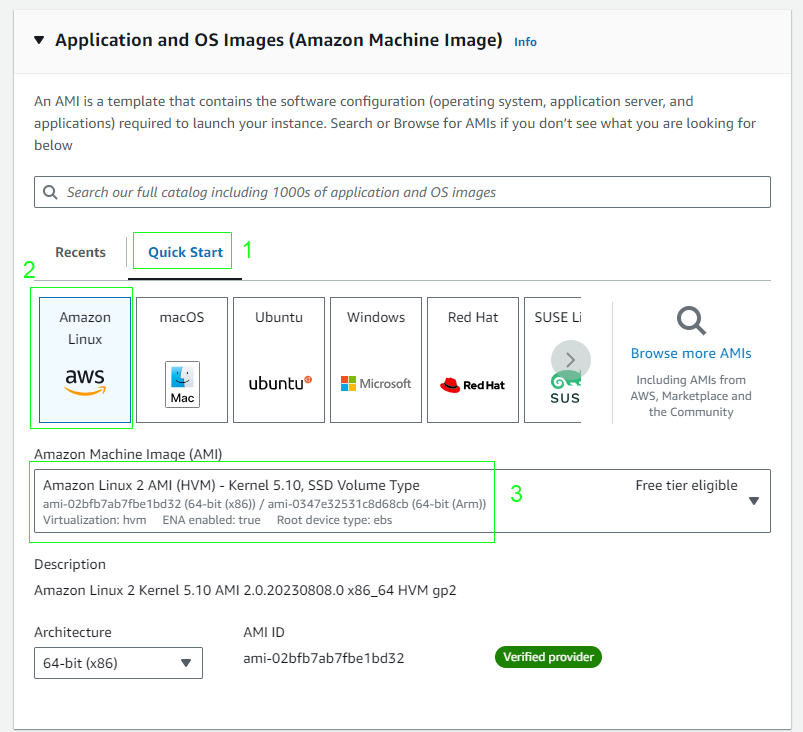 Application and OS Images (Amazon Machine Image) Info
An AMI is a template that contains the software configuration (operating system, application server, and
applications) required to launch your instance. Search or Browse for AMIs if you don't see what you are looking for
below
Search our full catalog including 1000s of application and OS images
Recents
Quick Start
1
2
Amazon
Linux
aws
macOS
Mac
Ubuntu
ubuntu
Windows
Microsoft
Red Hat
RedHat
SUSE Li
SUS
Browse more AMIs
Including AMIs from
AWS, Marketplace and
the Community
Amazon Machine Image (AMI)
Amazon Linux 2 AMI (HVM) - Kernel 5.10, SSD Volume Type
Free tier eligible
ami-02bfb7ab7fbe1bd32 (64-bit (x86)) / ami-0347e32531c8d68cb (64-bit (Arm))
Virtualization: hvm ENA enabled: true Root device type: ebs
3
Description
Amazon Linux 2 Kernel 5.10 AMI 2.0.20230808.0 x86_64 HVM gp2
Architecture
64-bit (x86)
AMI ID
ami-02bfb7ab7fbe1bd32
Verified provider